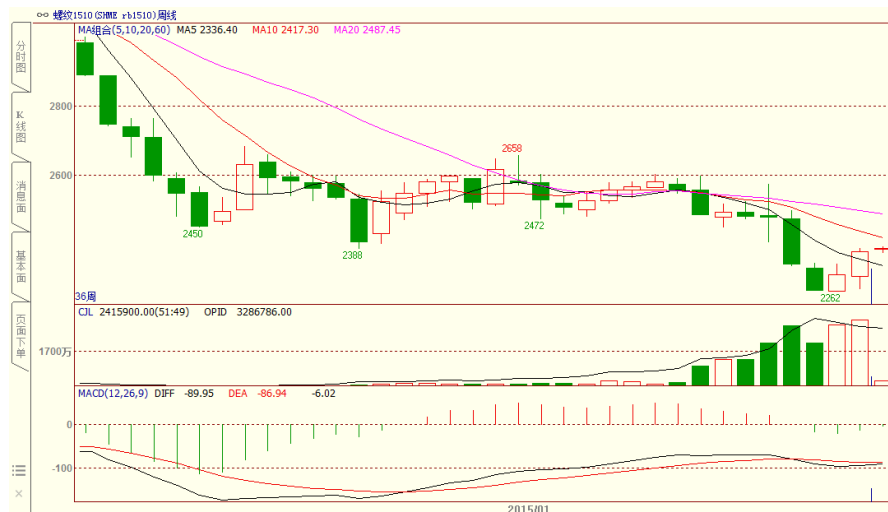 螺纹1510(SHME rb1510)周线
MA组合(5,10,20,60) MA5 2336.40 MA10 2417.30 MA20 2487.45
分时图
K线图
消息面
基本面
页面下单
2800
2600
2658
2450
2388
2472
2262
36周
CJL 2415900.00(51:49) OPID 3286786.00
1700万
MACD(12,26,9) DIFF -89.95 DEA -86.94 -6.02
0
-100
2015/01